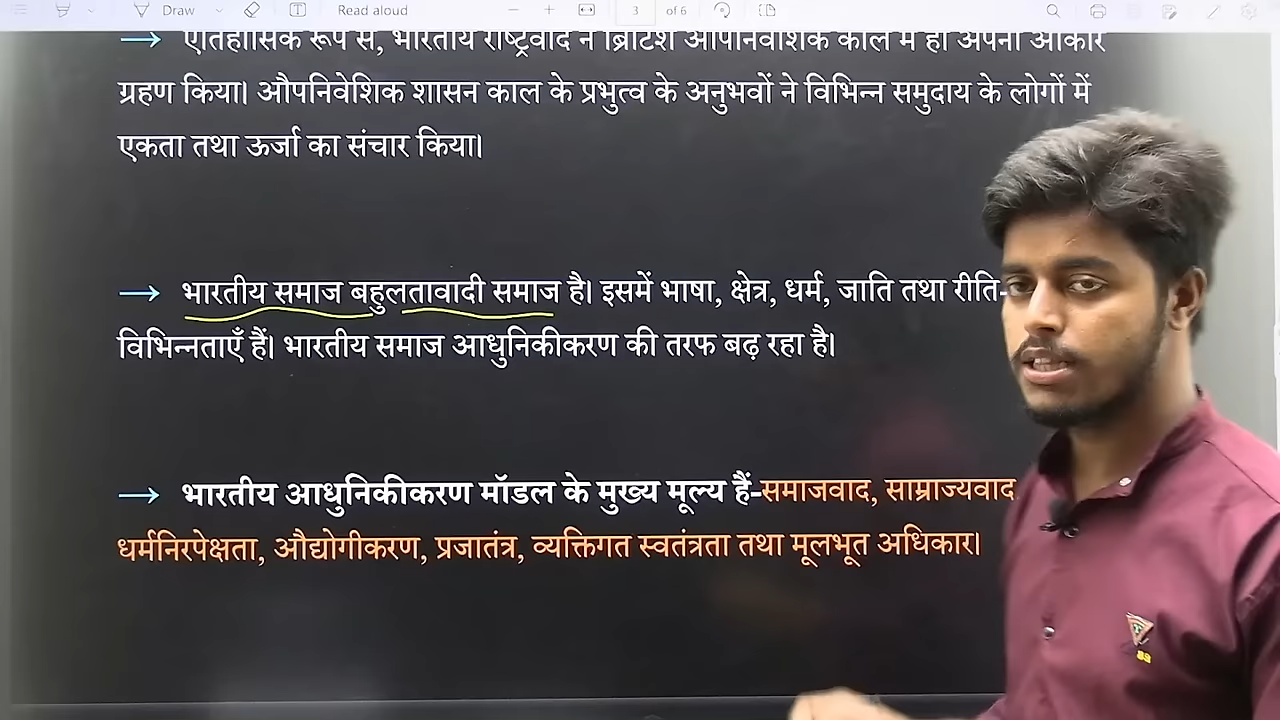 Draw
Read aloud
3
of 6
ऐतिहासिक रूप से, भारतीय राष्ट्रवाद ने ब्रिटिश औपनिवेशिक काल में ही अपना आकार
ग्रहण किया। औपनिवेशिक शासन काल के प्रभुत्व के अनुभवों ने विभिन्न समुदाय के लोगों में
एकता तथा ऊर्जा का संचार किया।
→ भारतीय समाज बहुलतावादी समाज है। इसमें भाषा, क्षेत्र, धर्म, जाति तथा रीति-
विभिन्नताएँ हैं। भारतीय समाज आधुनिकीकरण की तरफ बढ़ रहा है।
→ भारतीय आधुनिकीकरण मॉडल के मुख्य मूल्य हैं-समाजवाद, साम्राज्यवाद
धर्मनिरपेक्षता, औद्योगीकरण, प्रजातंत्र, व्यक्तिगत स्वतंत्रता तथा मूलभूत अधिकार।